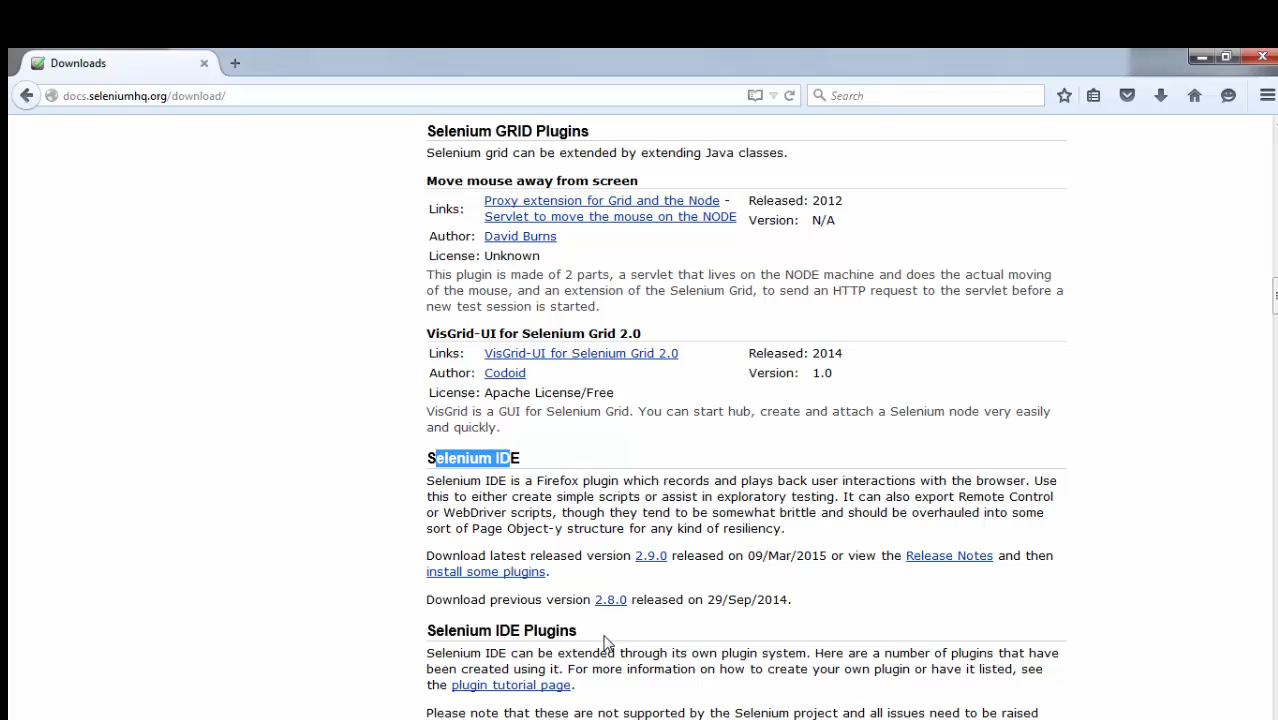 Downloads
docs.seleniumhq.org/download/
Search
Selenium GRID Plugins
Selenium grid can be extended by extending Java classes.
Move mouse away from screen
Links: Proxy extension for Grid and the Node - Released: 2012
Servlet to move the mouse on the NODE Version: N/A
Author: David Burns
License: Unknown
This plugin is made of 2 parts, a servlet that lives on the NODE machine and does the actual moving
of the mouse, and an extension of the Selenium Grid, to send an HTTP request to the servlet before a
new test session is started.
VisGrid-UI for Selenium Grid 2.0
Links: VisGrid-UI for Selenium Grid 2.0 Released: 2014
Author: Codoid Version: 1.0
License: Apache License/Free
VisGrid is a GUI for Selenium Grid. You can start hub, create and attach a Selenium node very easily
and quickly.
Selenium IDE
Selenium IDE is a Firefox plugin which records and plays back user interactions with the browser. Use
this to either create simple scripts or assist in exploratory testing. It can also export Remote Control
or WebDriver scripts, though they tend to be somewhat brittle and should be overhauled into some
sort of Page Object-y structure for any kind of resiliency.
Download latest released version 2.9.0 released on 09/Mar/2015 or view the Release Notes and then
install some plugins.
Download previous version 2.8.0 released on 29/Sep/2014.
Selenium IDE Plugins
Selenium IDE can be extended through its own plugin system. Here are a number of plugins that have
been created using it. For more information on how to create your own plugin or have it listed, see
the plugin tutorial page.
Please note that these are not supported by the Selenium project and all issues need to be raised